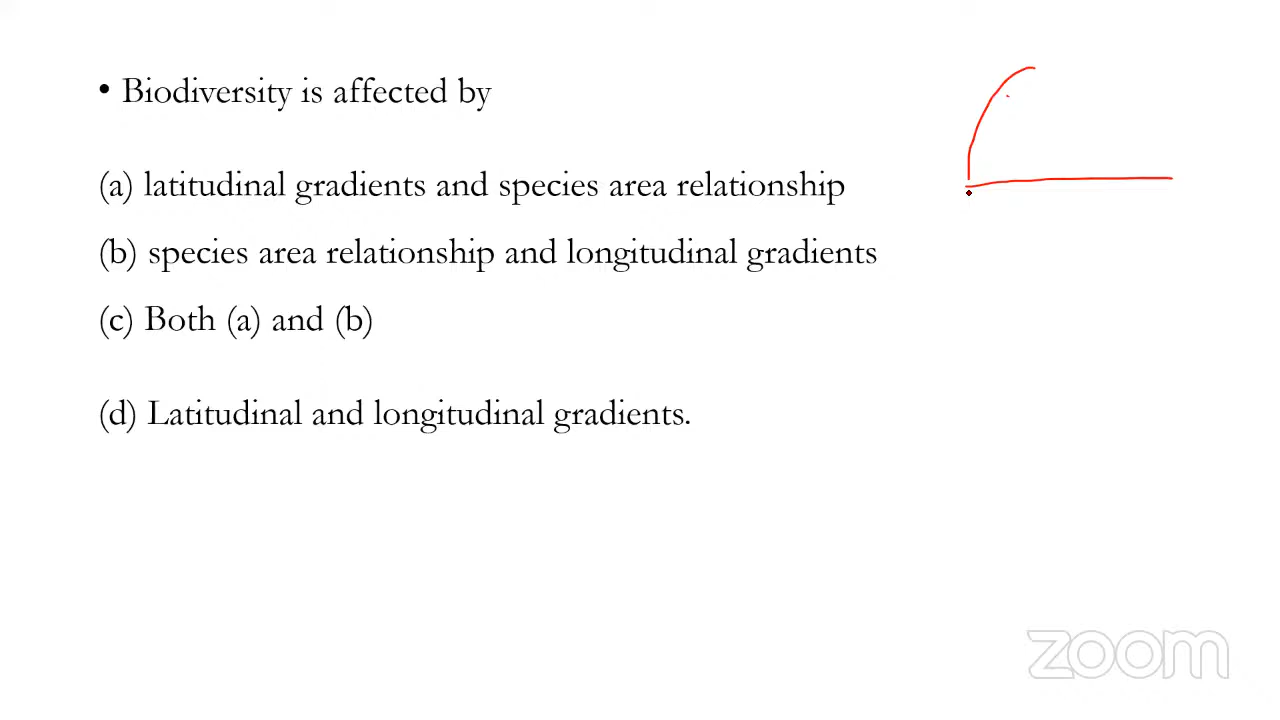 • Biodiversity is affected by
(a) latitudinal gradients and species area relationship
(b) species area relationship and longitudinal gradients
(c) Both (a) and (b)
(d) Latitudinal and longitudinal gradients.
zoom